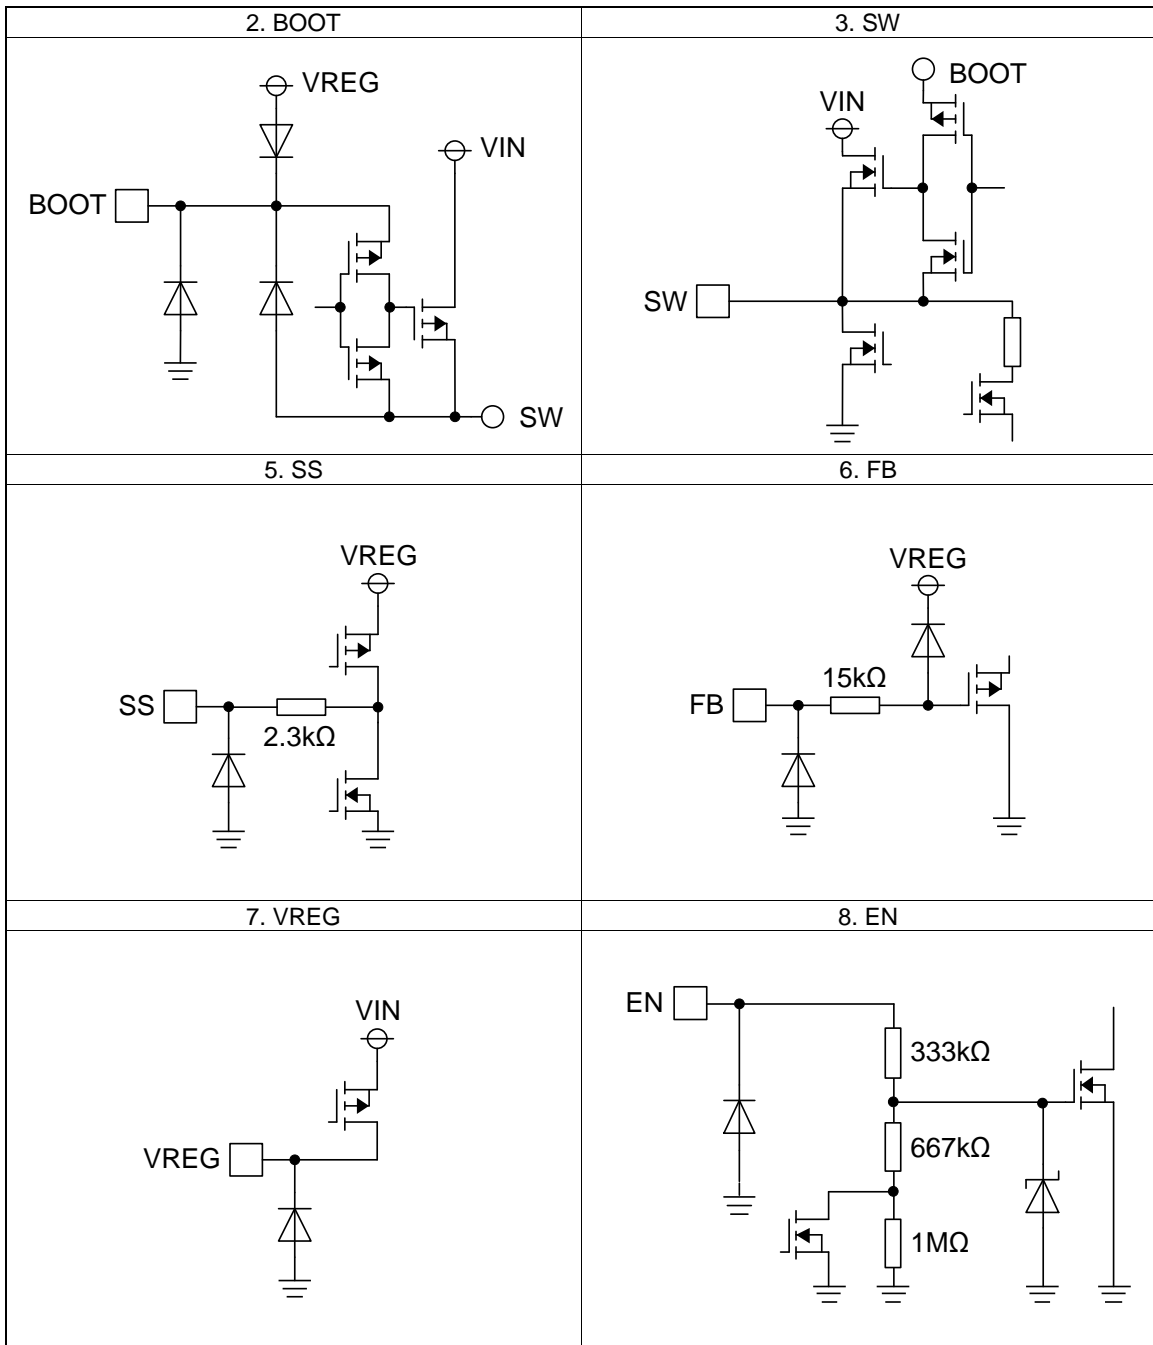 2. BOOT
VREG
VIN
BOOT
SW
3. SW
BOOT
VIN
SW
5. SS
VREG
SS
2.3kΩ
6. FB
VREG
15kΩ
FB
7. VREG
VIN
VREG
8. EN
EN
333kΩ
667kΩ
1MΩ